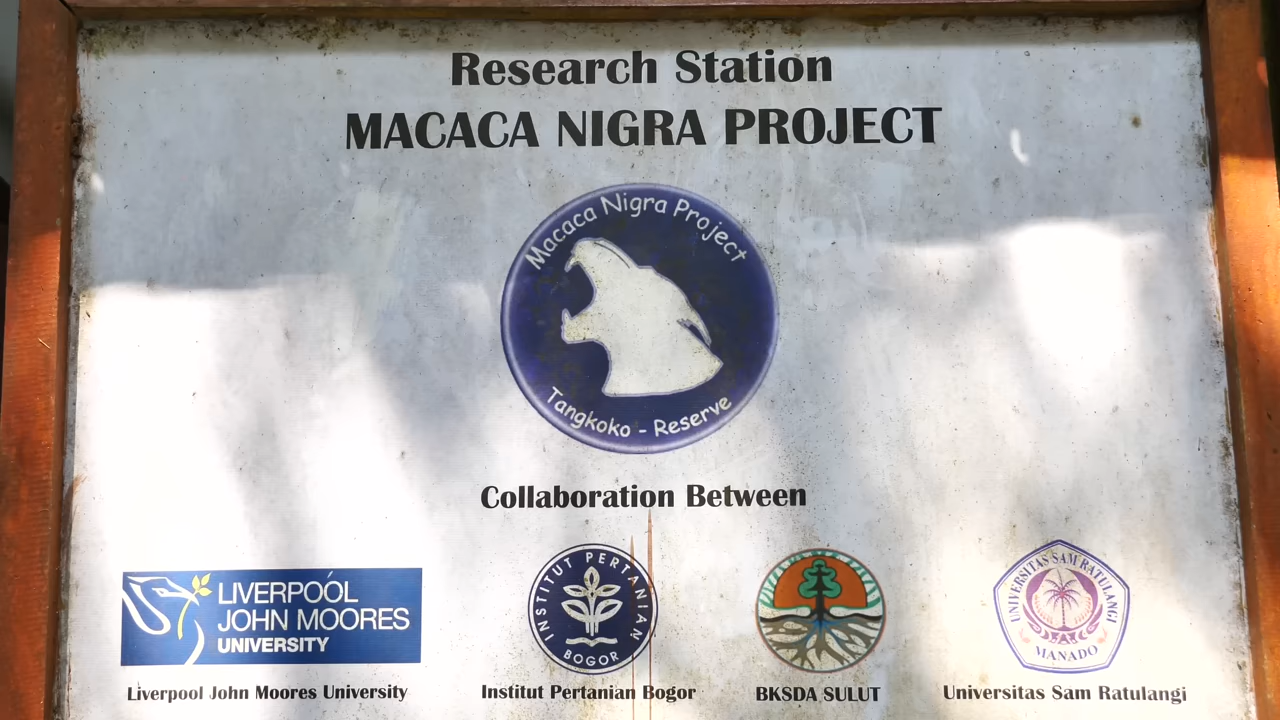 Research Station
MACACA NIGRA PROJECT
Macaca Nigra Project
Tangkoko - Reserve
Collaboration Between
LIVERPOOL
JOHN MOORES
UNIVERSITY
INSTITUT PERTANIAN
BOGOR
UNIVERSITAS SAM RATULANGI
MANADO
Liverpool John Moores University
Institut Pertanian Bogor
BKSDA SULUT
Universitas Sam Ratulangi